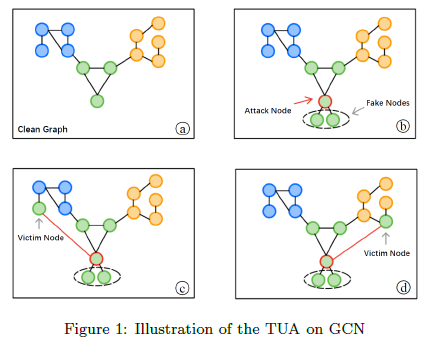 Clean Graph
ⓐ
Attack Node
Fake Nodes
ⓑ
Victim Node
ⓒ
Victim Node
ⓓ
Figure 1: Illustration of the TUA on GCN